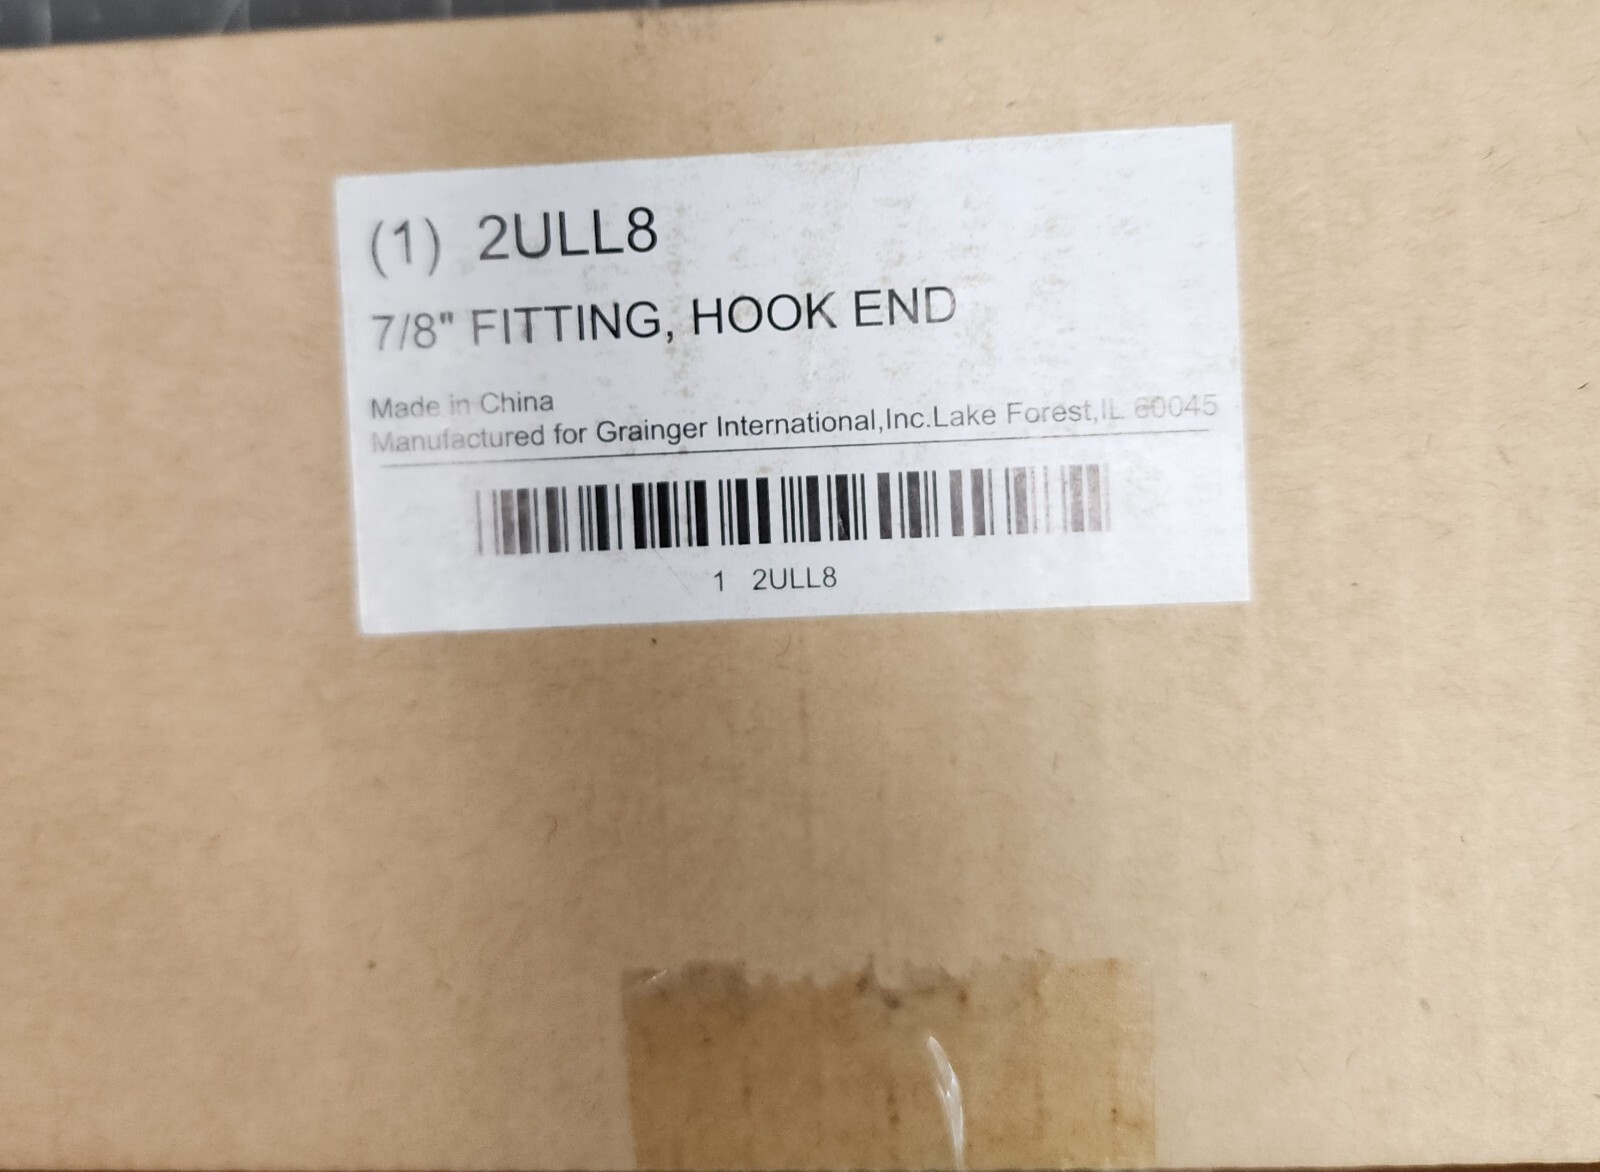 (1) 2ULL8
7/8" FITTING, HOOK END
Made in China
Manufactured for Grainger International,Inc.Lake Forest,IL 60045
1 2ULL8